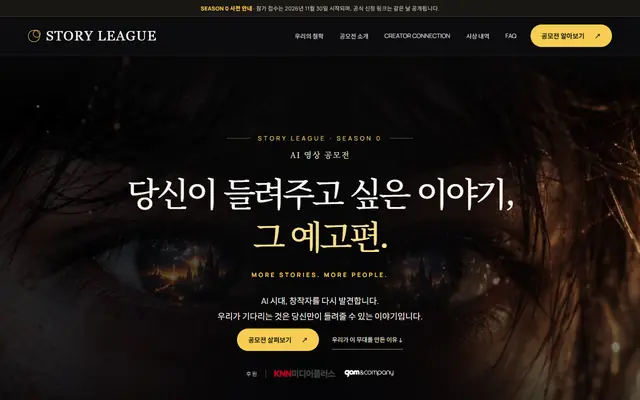 SEASON 0 사전 안내 · 참가 접수는 2026년 11월 30일 시작되며, 공식 신청 링크는 같은 날 공개됩니다.
STORY LEAGUE
우리의 철학
공모전 소개
CREATOR CONNECTION
시상 내역
FAQ
공모전 알아보기 ↗
STORY LEAGUE · SEASON 0
AI 영상 공모전
당신이 들려주고 싶은 이야기,
그 예고편.
MORE STORIES. MORE PEOPLE.
AI 시대, 창작자를 다시 발견합니다.
우리가 기다리는 것은 당신만이 들려줄 수 있는 이야기입니다.
공모전 살펴보기 ↗
우리가 이 무대를 만든 이유 ↓
후원
KNN미디어플러스
gom&company